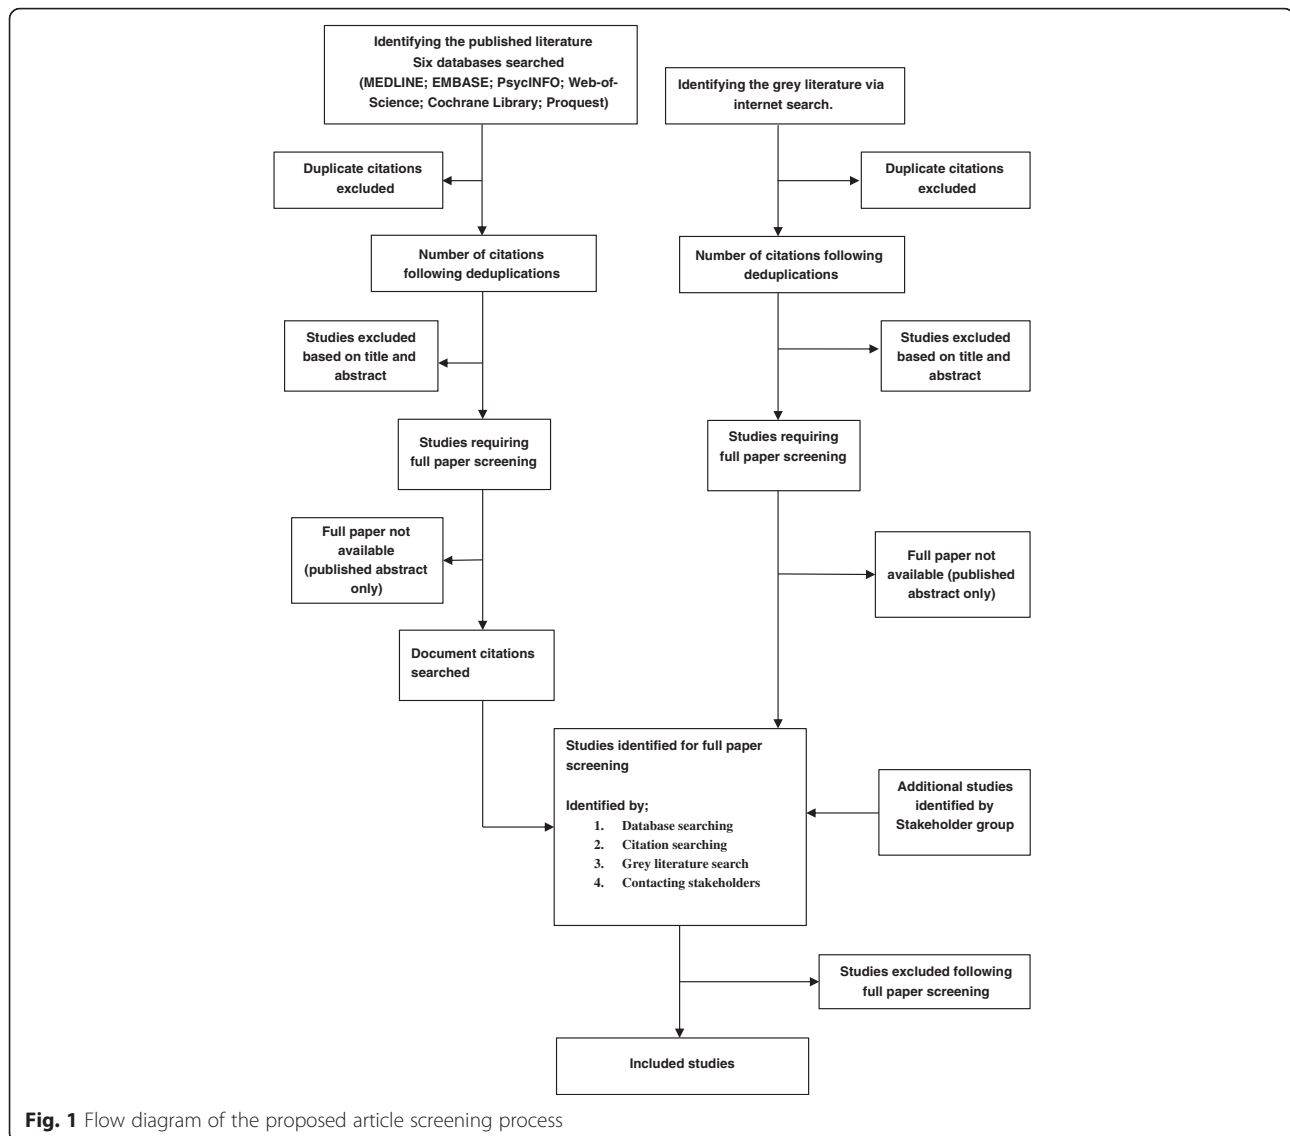 Identifying the published literature
Six databases searched
(MEDLINE; EMBASE; PsycINFO; Web-of-
Science; Cochrane Library; Proquest)
Identifying the grey literature via
internet search.
Duplicate citations
excluded
Duplicate citations
excluded
Number of citations
following deduplications
Number of citations following
deduplications
Studies excluded
based on title and
abstract
Studies excluded
based on title and
abstract
Studies requiring
full paper screening
Studies requiring
full paper screening
Full paper not
available
(published abstract
only)
Full paper not
available (published
abstract only)
Document citations
searched
Studies identified for full paper
screening
Identified by;
1. Database searching
2. Citation searching
3. Grey literature search
4. Contacting stakeholders
Additional studies
identified by
Stakeholder group
Studies excluded following
full paper screening
Included studies
Fig. 1 Flow diagram of the proposed article screening process